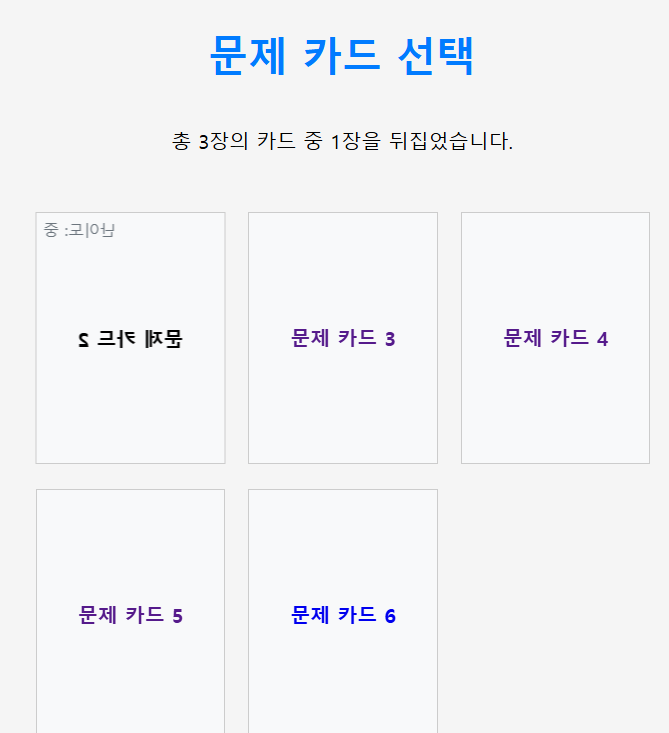 문제 카드 선택
총 3장의 카드 중 1장을 뒤집었습니다.
난이도: 중
문제 카드 2
문제 카드 3
문제 카드 4
문제 카드 5
문제 카드 6